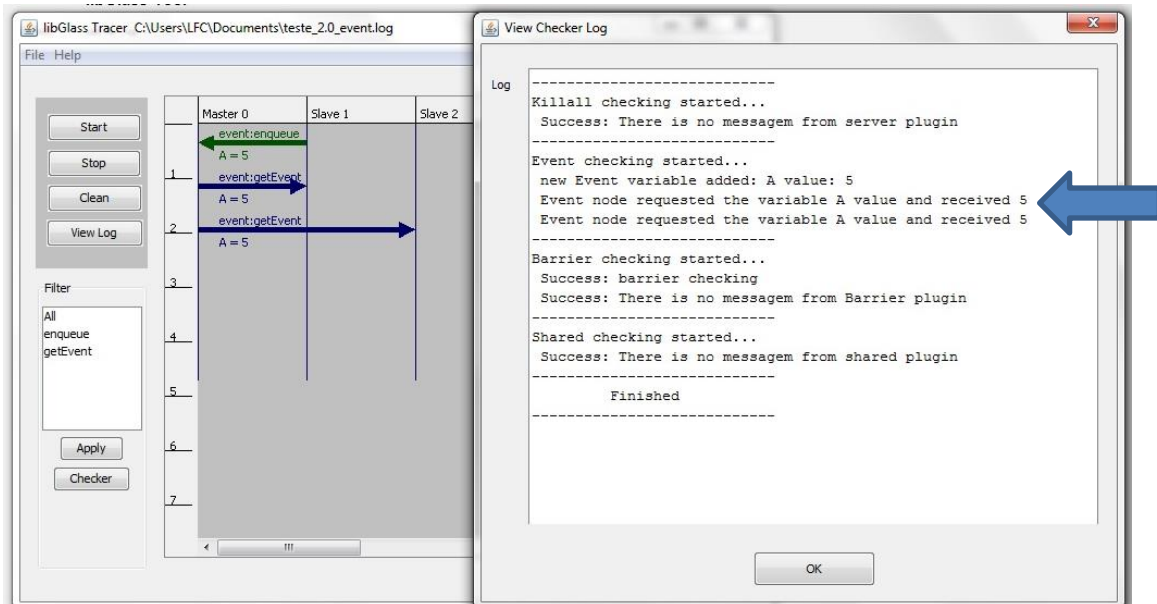 libGlass Tracer C:\Users\LFC\Documents\teste_2.0_event.log
File Help
Start
Stop
Clean
View Log
Filter
All
enqueue
getEvent
Apply
Checker
Master 0 Slave 1 Slave 2
event:enqueue
A = 5
1 event:getEvent
A = 5
event:getEvent
2
A = 5
3
4
5
6
7
View Checker Log
Log
----------------------------
Killall checking started...
Success: There is no messagem from server plugin
----------------------------
Event checking started...
new Event variable added: A value: 5
Event node requested the variable A value and received 5
Event node requested the variable A value and received 5
----------------------------
Barrier checking started...
Success: barrier checking
Success: There is no messagem from Barrier plugin
----------------------------
Shared checking started...
Success: There is no messagem from shared plugin
----------------------------
Finished
----------------------------
OK